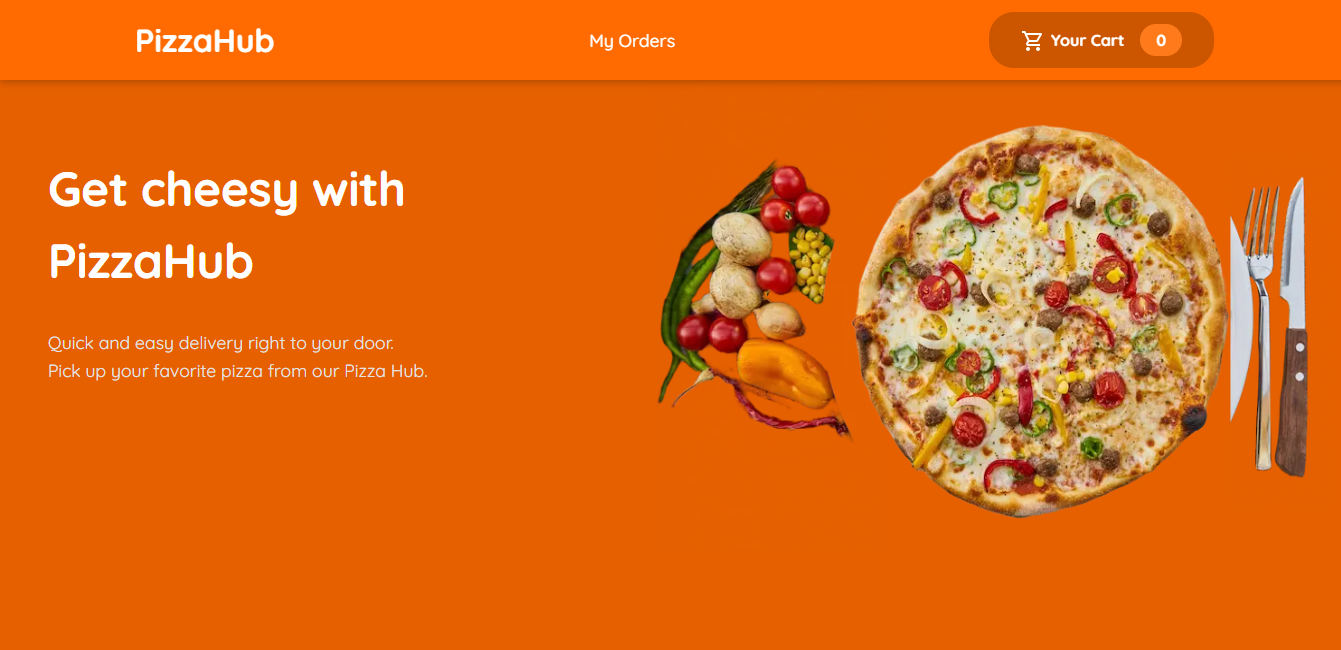 PizzaHub
My Orders
Your Cart 0
Get cheesy with
PizzaHub
Quick and easy delivery right to your door.
Pick up your favorite pizza from our Pizza Hub.